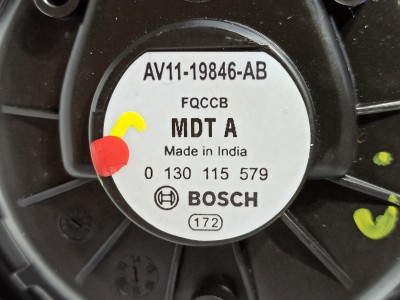 AV11-19846-AB
FQCCB
MDT A
Made in India
0 130 115 579
BOSCH
172